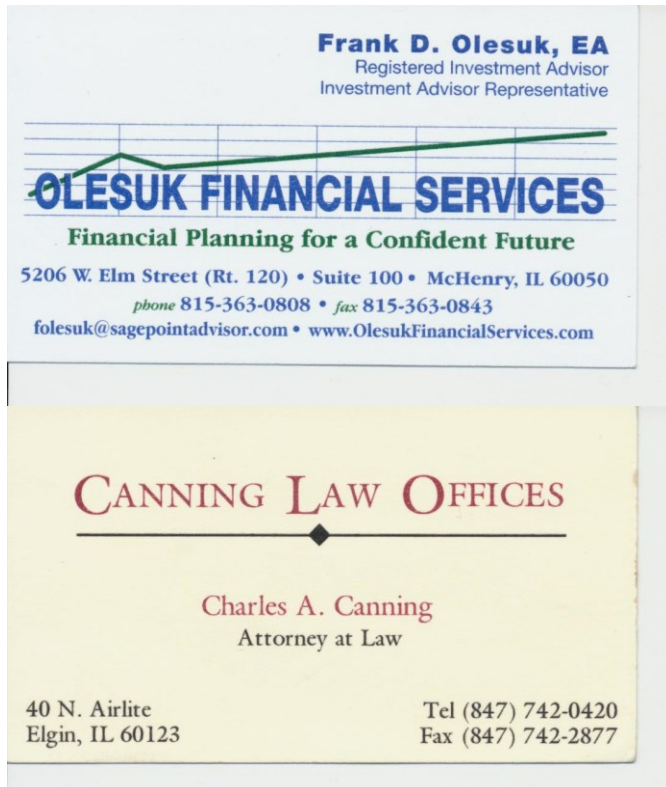 Frank D. Olesuk, EA
Registered Investment Advisor
Investment Advisor Representative
OLESUK FINANCIAL SERVICES
Financial Planning for a Confident Future
5206 W. Elm Street (Rt. 120) • Suite 100 • McHenry, IL 60050
phone 815-363-0808 • fax 815-363-0843
folesuk@sagepointadvisor.com • www.OlesukFinancialServices.com
CANNING LAW OFFICES
Charles A. Canning
Attorney at Law
40 N. Airlite
Elgin, IL 60123
Tel (847) 742-0420
Fax (847) 742-2877